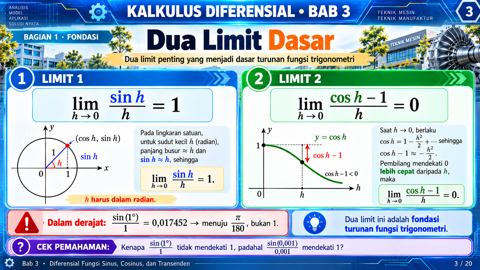 ANALISIS
MODEL
APLIKASI
SOLUSI NYATA
KALKULUS DIFERENSIAL • BAB 3
TEKNIK MESIN
TEKNIK MANUFAKTUR
3
BAGIAN 1 • FONDASI
Dua Limit Dasar
TEKNIK MESIN
Dua limit penting yang menjadi dasar turunan fungsi trigonometri
1 LIMIT 1
lim h→0 sin h / h = 1
y
(cos h, sin h)
1
sin h
h
1
x
Pada lingkaran satuan,
untuk sudut kecil h (radian),
panjang busur ≈ h dan
sin h ≈ h, sehingga
lim h→0 sin h / h = 1.
h harus dalam radian.
2 LIMIT 2
lim h→0 cos h − 1 / h = 0
y
1
y = cos h
cos h − 1
cos h − 1 < 0
0
h
h
Saat h → 0, berlaku
cos h = 1 − h²/2 + ··· sehingga
cos h − 1 ≈ − h²/2.
Pembilang mendekati 0
lebih cepat daripada h,
maka
lim h→0 cos h − 1 / h = 0.
Dalam derajat: sin(1°)/1 = 0,017452 → menuju π/180, bukan 1.
Dua limit ini adalah fondasi
turunan fungsi trigonometri.
? CEK PEMAHAMAN: Kenapa sin(1°)/1 tidak mendekati 1, padahal sin(0,001)/0,001 mendekati 1?
Bab 3 • Diferensial Fungsi Sinus, Cosinus, dan Transenden
3 / 20